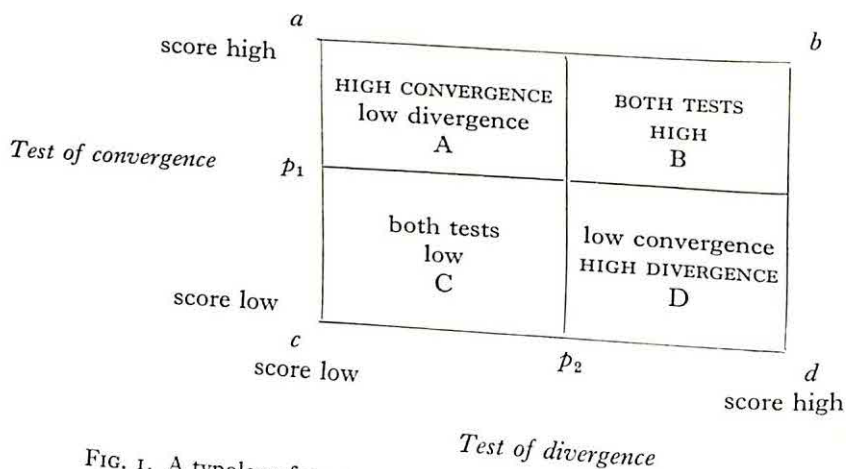 a
b
score high
HIGH CONVERGENCE
low divergence
A
BOTH TESTS
HIGH
B
Test of convergence
p1
both tests
low
C
low convergence
HIGH DIVERGENCE
D
score low
c
score low
p2
d
score high
Test of divergence
FIG. 1. A typology